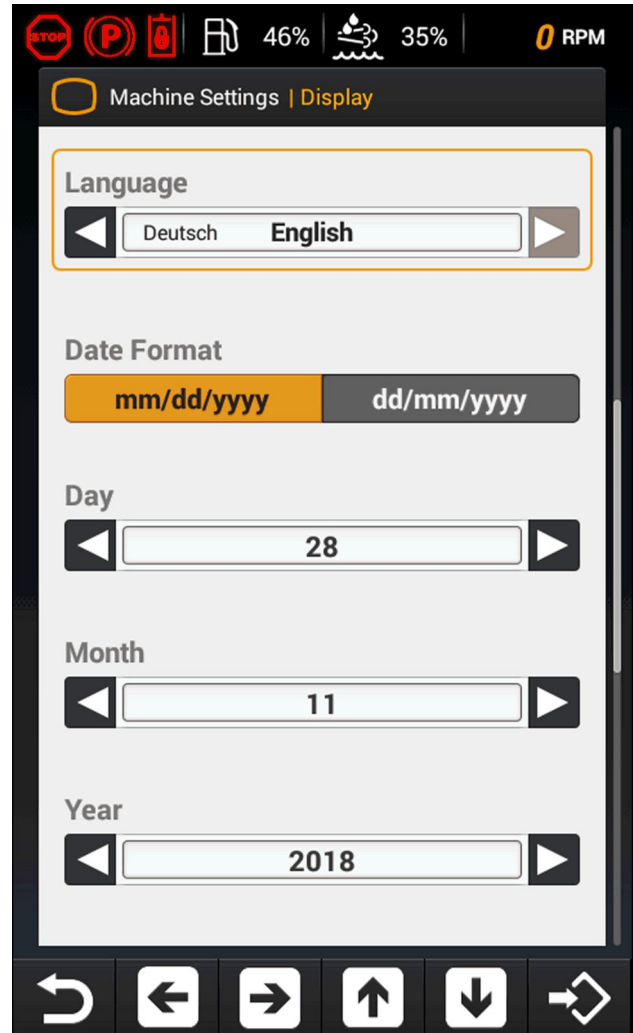 STOP P 46% 35% 0 RPM
Machine Settings | Display
Language
Deutsch English
Date Format
mm/dd/yyyy dd/mm/yyyy
Day
28
Month
11
Year
2018